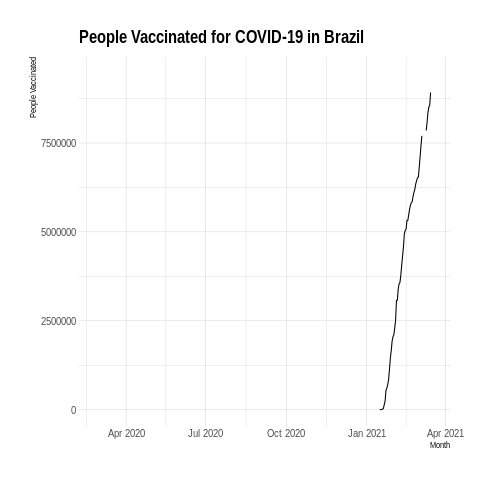 People Vaccinated for COVID-19 in Brazil
People Vaccinated
7500000
5000000
2500000
0
Apr 2020 Jul 2020 Oct 2020 Jan 2021 Apr 2021
Month